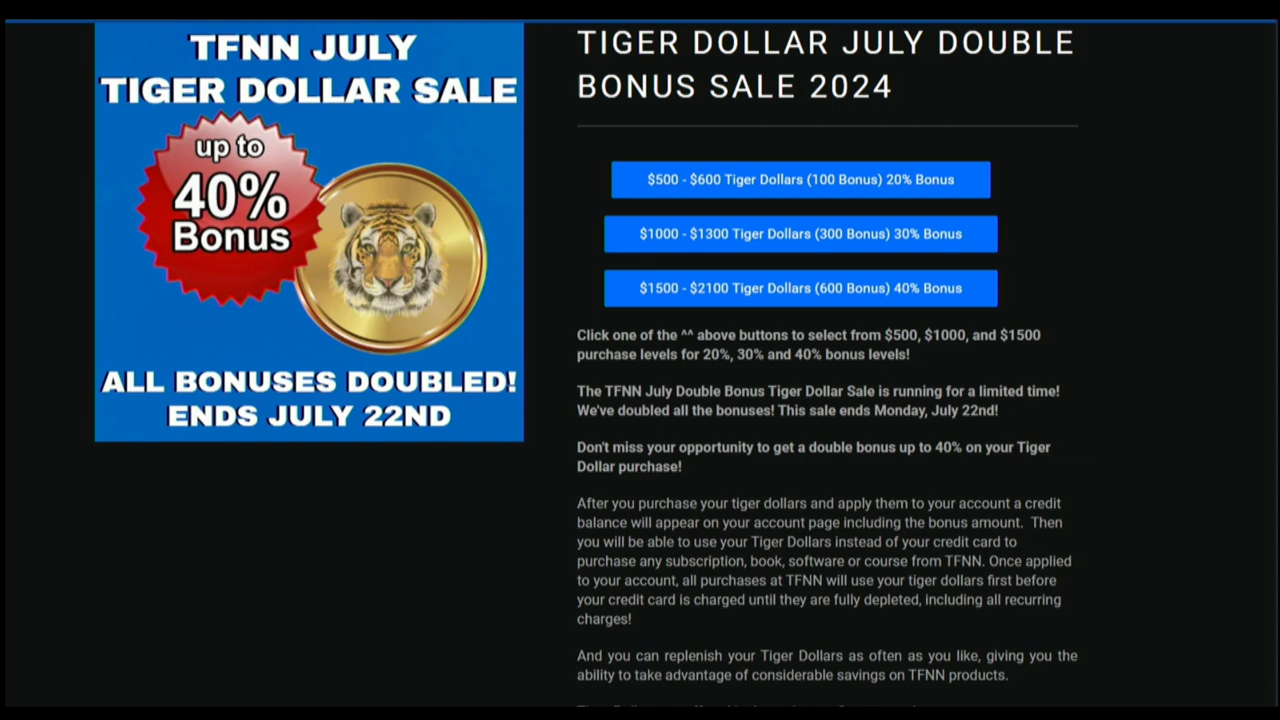 TFNN JULY
TIGER DOLLAR SALE
up to
40%
Bonus
ALL BONUSES DOUBLED!
ENDS JULY 22ND
TIGER DOLLAR JULY DOUBLE
BONUS SALE 2024
$500 - $600 Tiger Dollars (100 Bonus) 20% Bonus
$1000 - $1300 Tiger Dollars (300 Bonus) 30% Bonus
$1500 - $2100 Tiger Dollars (600 Bonus) 40% Bonus
Click one of the ^^ above buttons to select from $500, $1000, and $1500
purchase levels for 20%, 30% and 40% bonus levels!
The TFNN July Double Bonus Tiger Dollar Sale is running for a limited time!
We've doubled all the bonuses! This sale ends Monday, July 22nd!
Don't miss your opportunity to get a double bonus up to 40% on your Tiger
Dollar purchase!
After you purchase your tiger dollars and apply them to your account a credit
balance will appear on your account page including the bonus amount. Then
you will be able to use your Tiger Dollars instead of your credit card to
purchase any subscription, book, software or course from TFNN. Once applied
to your account, all purchases at TFNN will use your tiger dollars first before
your credit card is charged until they are fully depleted, including all recurring
charges!
And you can replenish your Tiger Dollars as often as you like, giving you the
ability to take advantage of considerable savings on TFNN products.